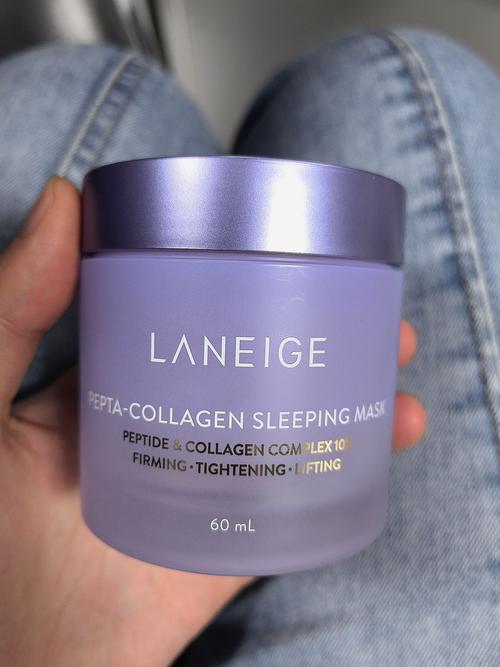 LANEIGE
PEPTA-COLLAGEN SLEEPING MASK
PEPTIDE & COLLAGEN COMPLEX 10%
FIRMING · TIGHTENING · LIFTING
60 mL